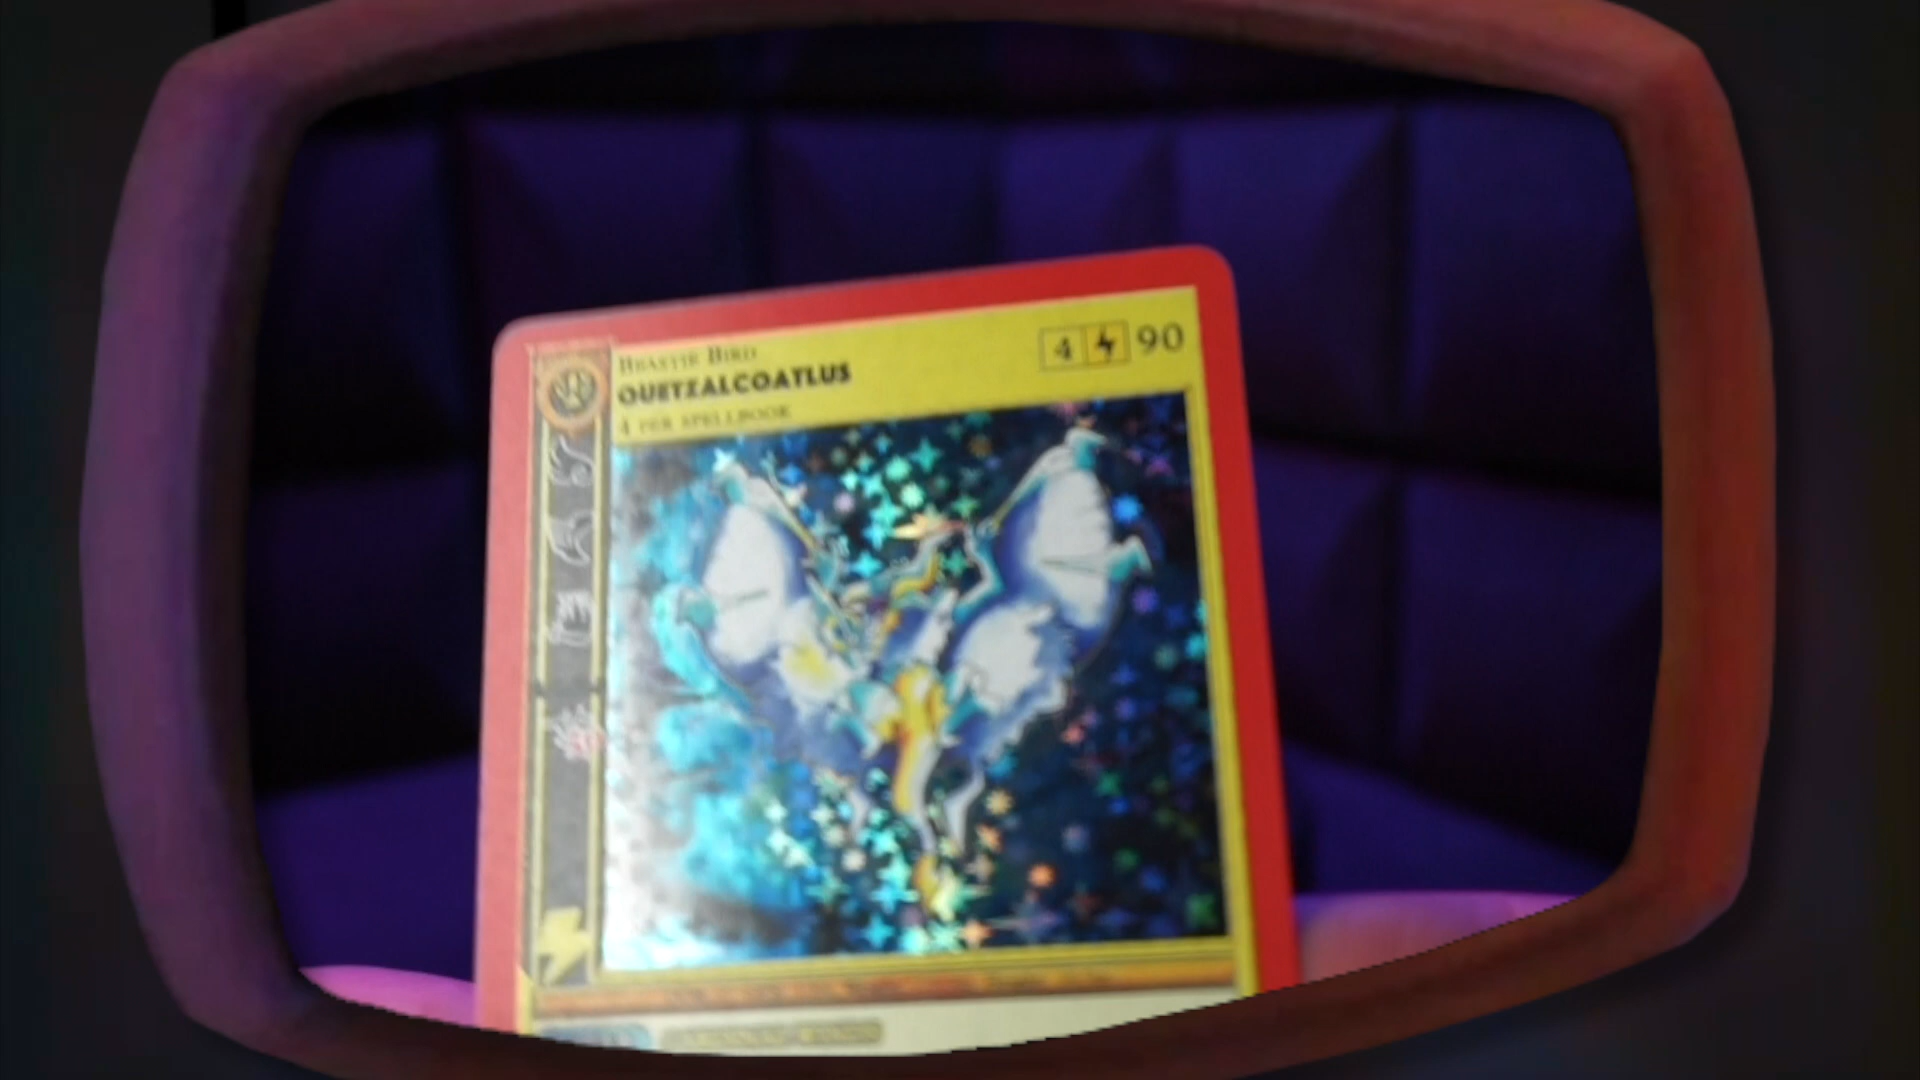 BEASTIE BIRD
QUETZALCOATLUS
4 90
4 PER SPELLBOOK